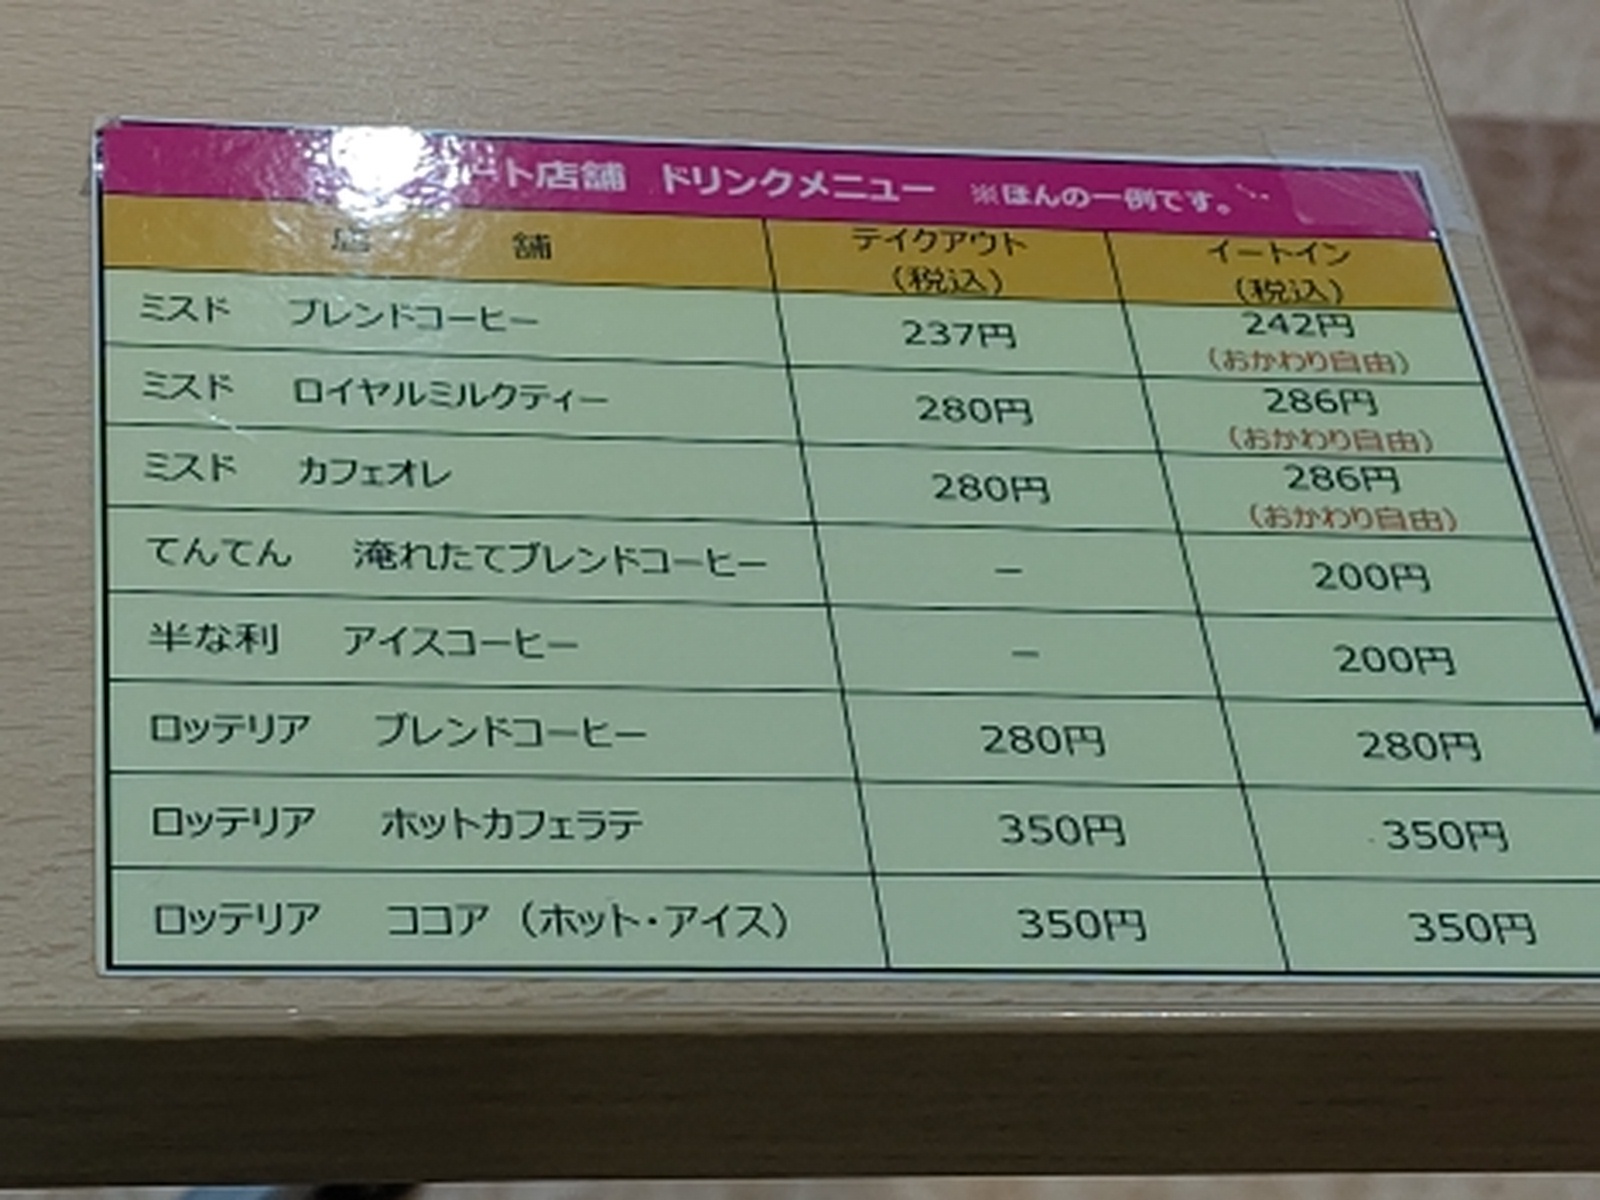 ート店舗 ドリンクメニュー ※ほんの一例です。
店 舗 テイクアウト (税込) イートイン (税込)
ミスド ブレンドコーヒー 237円 242円 (おかわり自由)
ミスド ロイヤルミルクティー 280円 286円 (おかわり自由)
ミスド カフェオレ 280円 286円 (おかわり自由)
てんてん 淹れたてブレンドコーヒー － 200円
半な利 アイスコーヒー － 200円
ロッテリア ブレンドコーヒー 280円 280円
ロッテリア ホットカフェラテ 350円 350円
ロッテリア ココア（ホット・アイス） 350円 350円